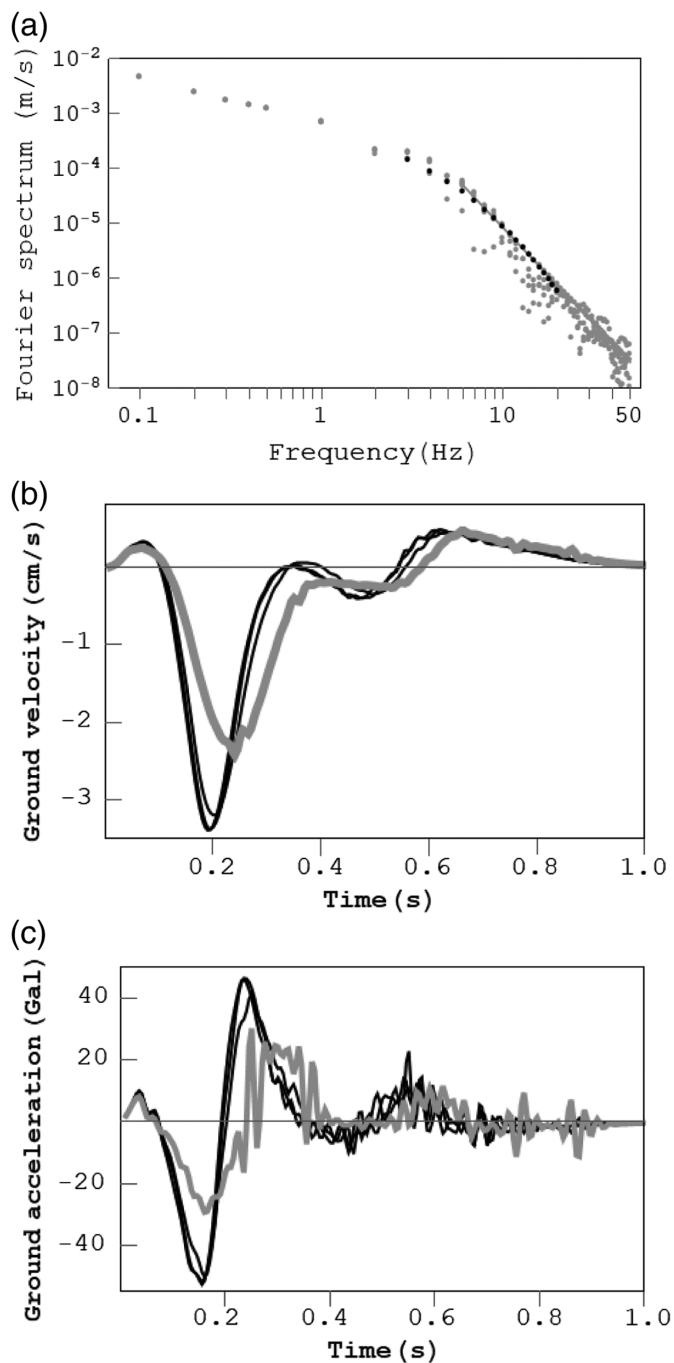 (a)
Fourier spectrum (m/s)
10-2
10-3
10-4
10-5
10-6
10-7
10-8
0.1 1 10 50
Frequency(Hz)
(b)
Ground velocity(cm/s)
-1
-2
-3
0.2 0.4 0.6 0.8 1.0
Time(s)
(c)
Ground acceleration(Gal)
40
20
-20
-40
0.2 0.4 0.6 0.8 1.0
Time(s)